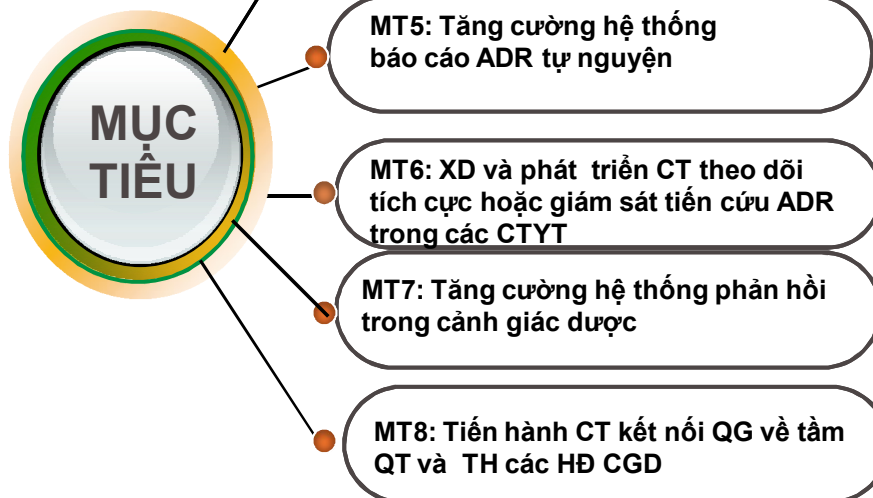 MỤC
TIÊU
MT5: Tăng cường hệ thống
báo cáo ADR tự nguyện
MT6: XD và phát triển CT theo dõi
tích cực hoặc giám sát tiến cứu ADR
trong các CTYT
MT7: Tăng cường hệ thống phản hồi
trong cảnh giác dược
MT8: Tiến hành CT kết nối QG về tầm
QT và TH các HĐ CGD